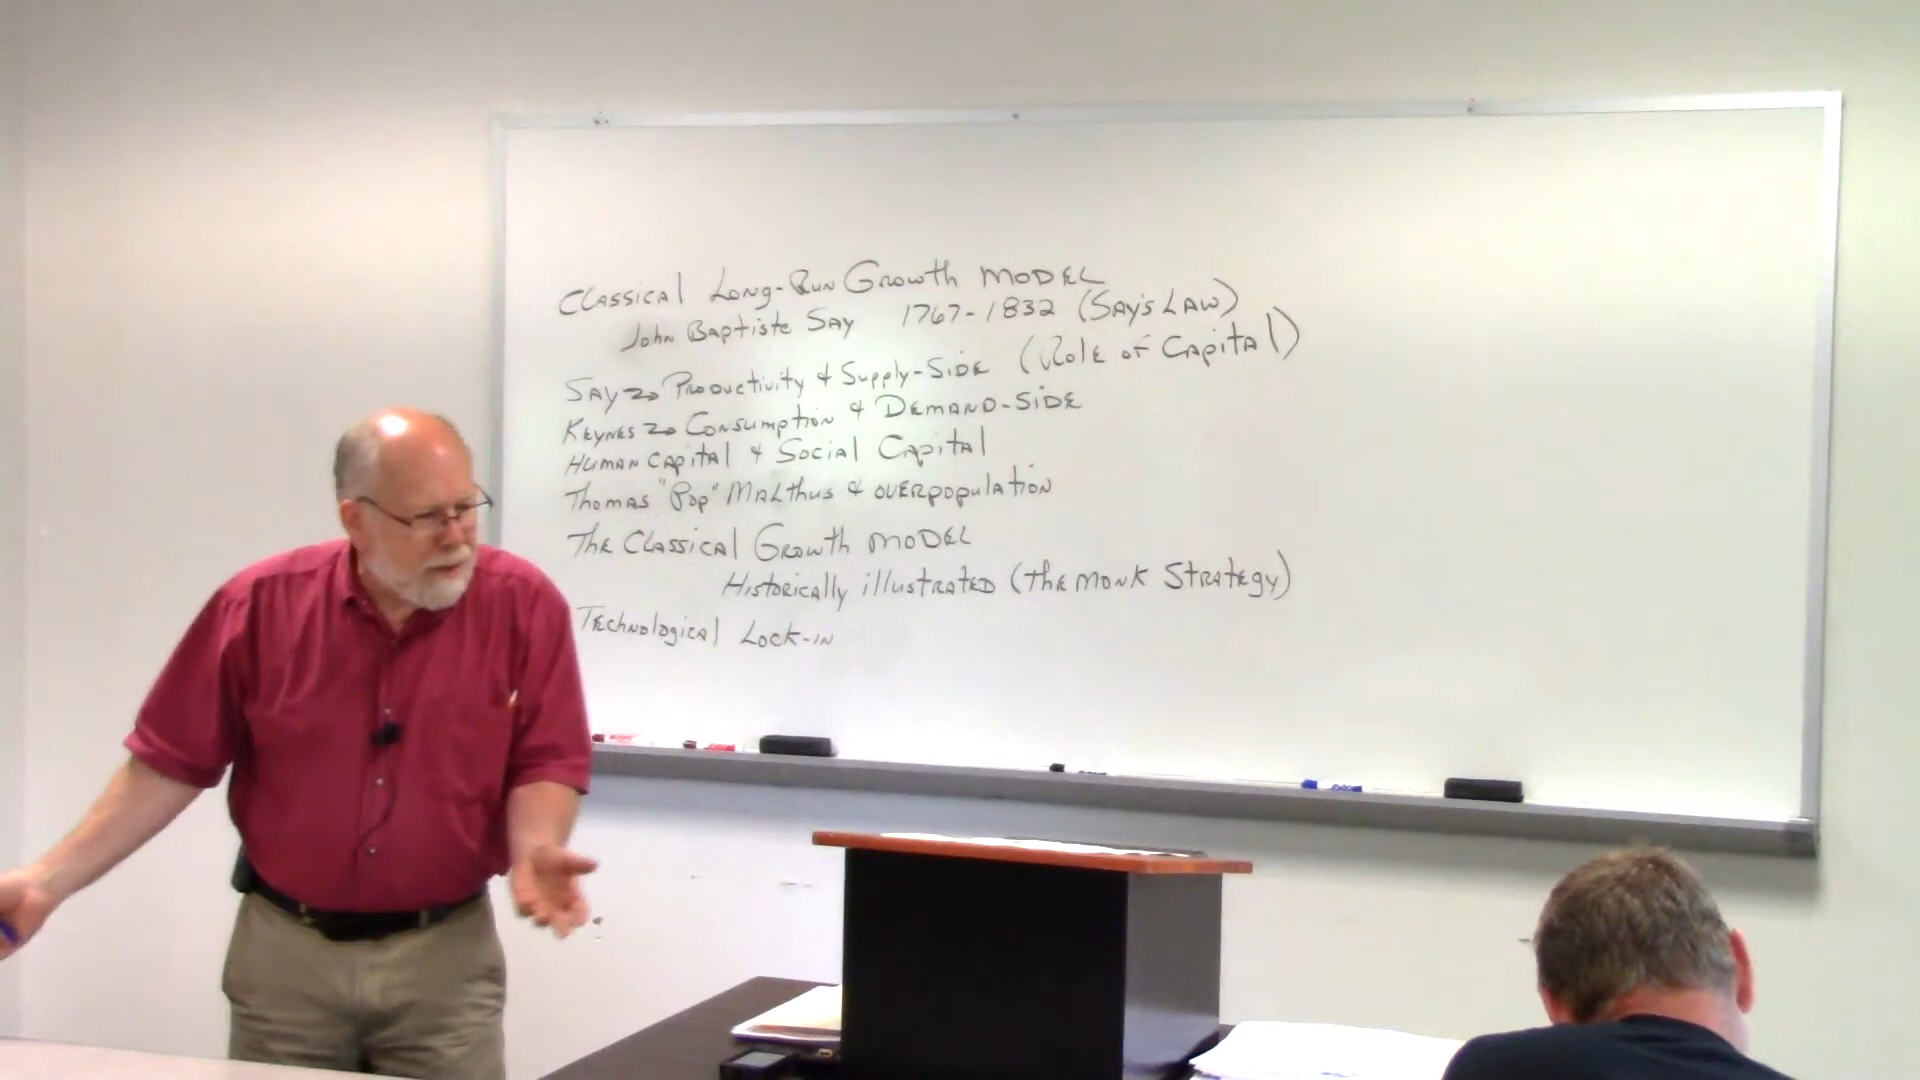 Classical Long-Run Growth Model
John Baptiste Say 1767-1832 (Say's Law)
Say → Productivity & Supply-Side (Role of Capital)
Keynes → Consumption & Demand-Side
Human Capital & Social Capital
Thomas "Pop" Malthus & overpopulation
The Classical Growth Model
Historically illustrated (the Monk Strategy)
Technological Lock-in